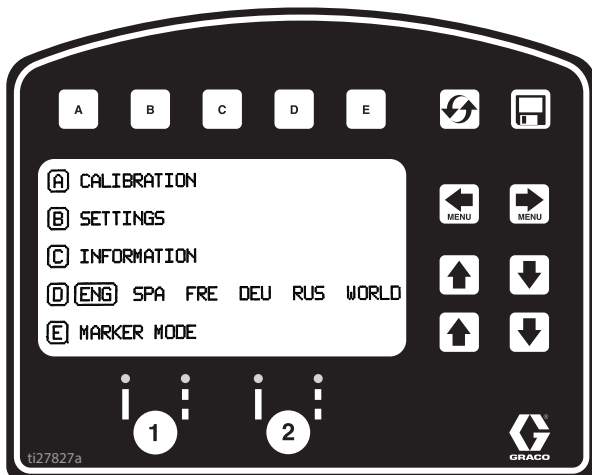 A B C D E
A CALIBRATION
MENU MENU
B SETTINGS
C INFORMATION
D ENG SPA FRE DEU RUS WORLD
E MARKER MODE
1 2
ti27827a
GRACO